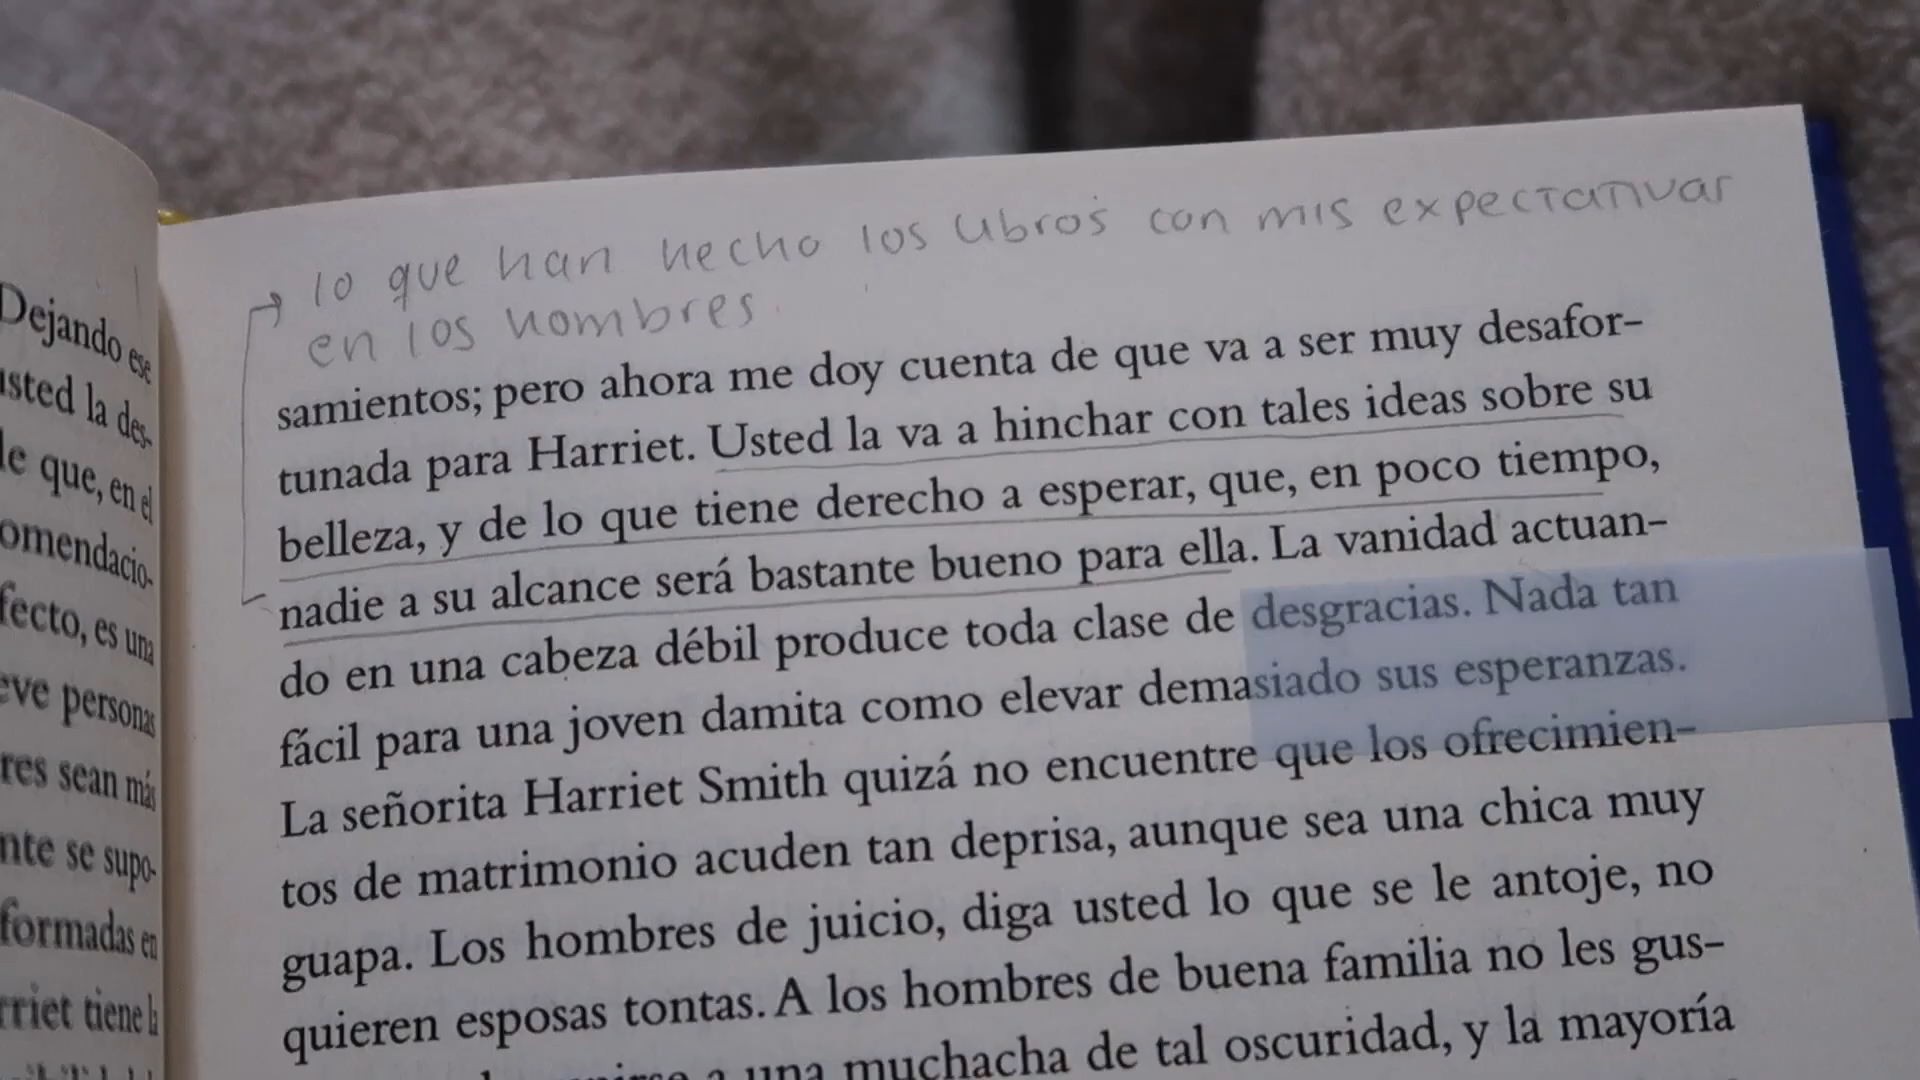 Dejando ese
usted la des-
le que, en el
omendacio-
fecto, es una
eve personas
res sean más
nte se supo-
formadas en
rriet tiene la
lo que han hecho los libros con mis expectativas
en los hombres.
samientos; pero ahora me doy cuenta de que va a ser muy desafor-
tunada para Harriet. Usted la va a hinchar con tales ideas sobre su
belleza, y de lo que tiene derecho a esperar, que, en poco tiempo,
nadie a su alcance será bastante bueno para ella. La vanidad actuan-
do en una cabeza débil produce toda clase de desgracias. Nada tan
fácil para una joven damita como elevar demasiado sus esperanzas.
La señorita Harriet Smith quizá no encuentre que los ofrecimien-
tos de matrimonio acuden tan deprisa, aunque sea una chica muy
guapa. Los hombres de juicio, diga usted lo que se le antoje, no
quieren esposas tontas. A los hombres de buena familia no les gus-
a una muchacha de tal oscuridad, y la mayoría